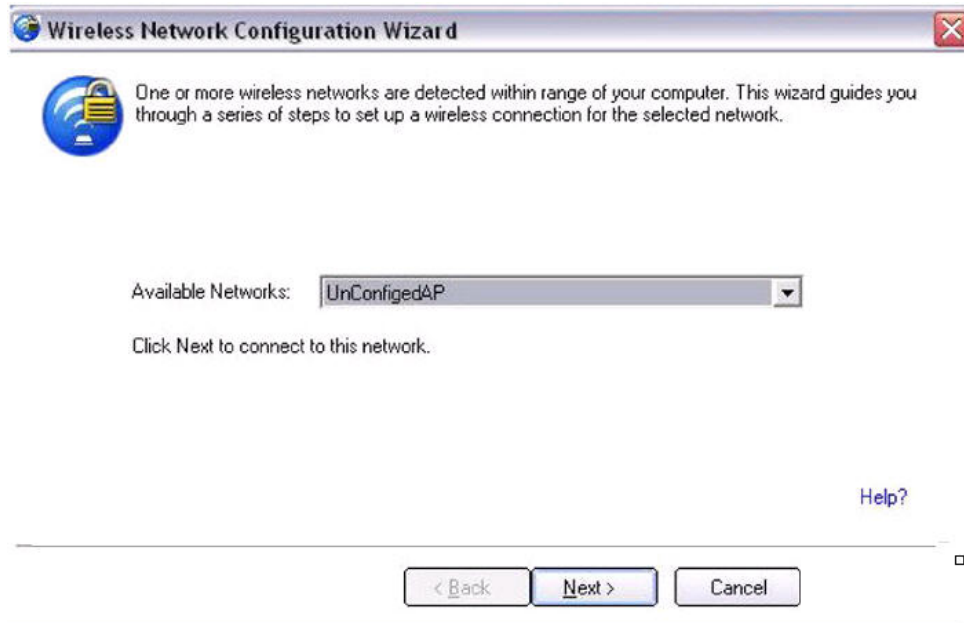 Wireless Network Configuration Wizard
One or more wireless networks are detected within range of your computer. This wizard guides you
through a series of steps to set up a wireless connection for the selected network.
Available Networks: UnConfigedAP
Click Next to connect to this network.
Help?
< Back Next > Cancel